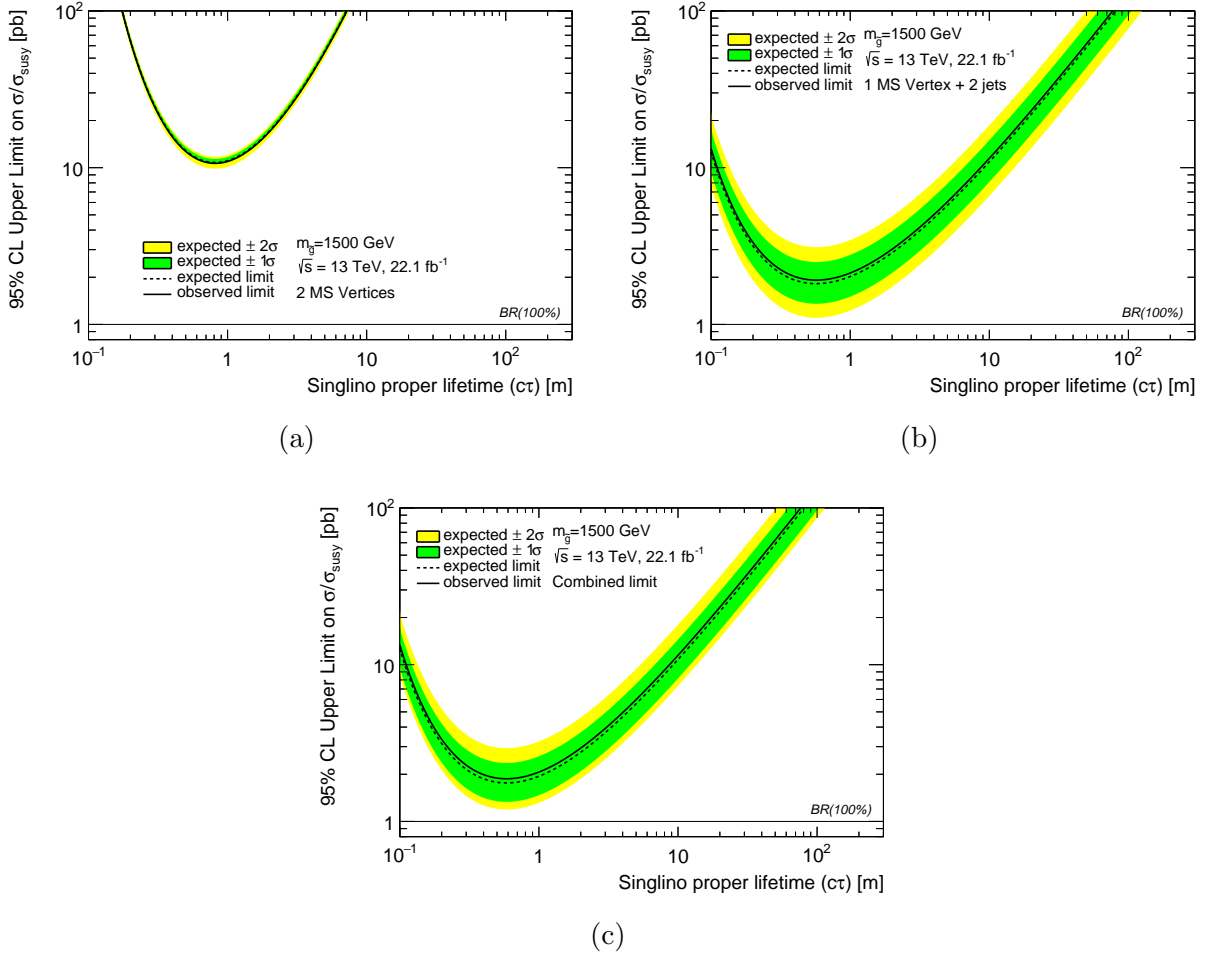 95% CL Upper Limit on σ/σsusy [pb]
10²
10
1
expected ± 2σ mg̃=1500 GeV
expected ± 1σ √s = 13 TeV, 22.1 fb⁻¹
expected limit
observed limit 2 MS Vertices
BR(100%)
10⁻¹ 1 10 10²
Singlino proper lifetime (cτ) [m]
(a)
95% CL Upper Limit on σ/σsusy [pb]
10²
10
1
expected ± 2σ mg̃=1500 GeV
expected ± 1σ √s = 13 TeV, 22.1 fb⁻¹
expected limit
observed limit 1 MS Vertex + 2 jets
BR(100%)
10⁻¹ 1 10 10²
Singlino proper lifetime (cτ) [m]
(b)
95% CL Upper Limit on σ/σsusy [pb]
10²
10
1
expected ± 2σ mg̃=1500 GeV
expected ± 1σ √s = 13 TeV, 22.1 fb⁻¹
expected limit
observed limit Combined limit
BR(100%)
10⁻¹ 1 10 10²
Singlino proper lifetime (cτ) [m]
(c)